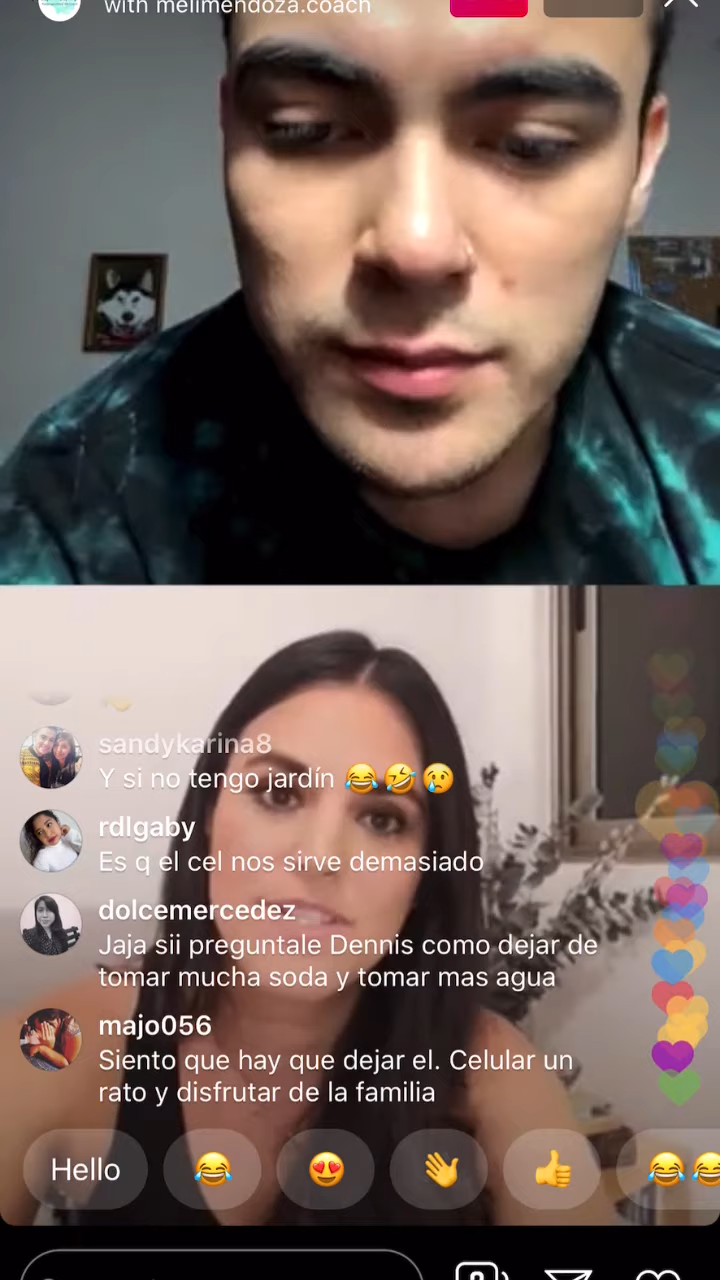 with melimendoza.coach
sandykarina8
Y si no tengo jardín 😂🤣😢
rdlgaby
Es q el cel nos sirve demasiado
dolcemercedez
Jaja sii preguntale Dennis como dejar de
tomar mucha soda y tomar mas agua
majo056
Siento que hay que dejar el. Celular un
rato y disfrutar de la familia
Hello 😂 😍 👋 👍 😂😂